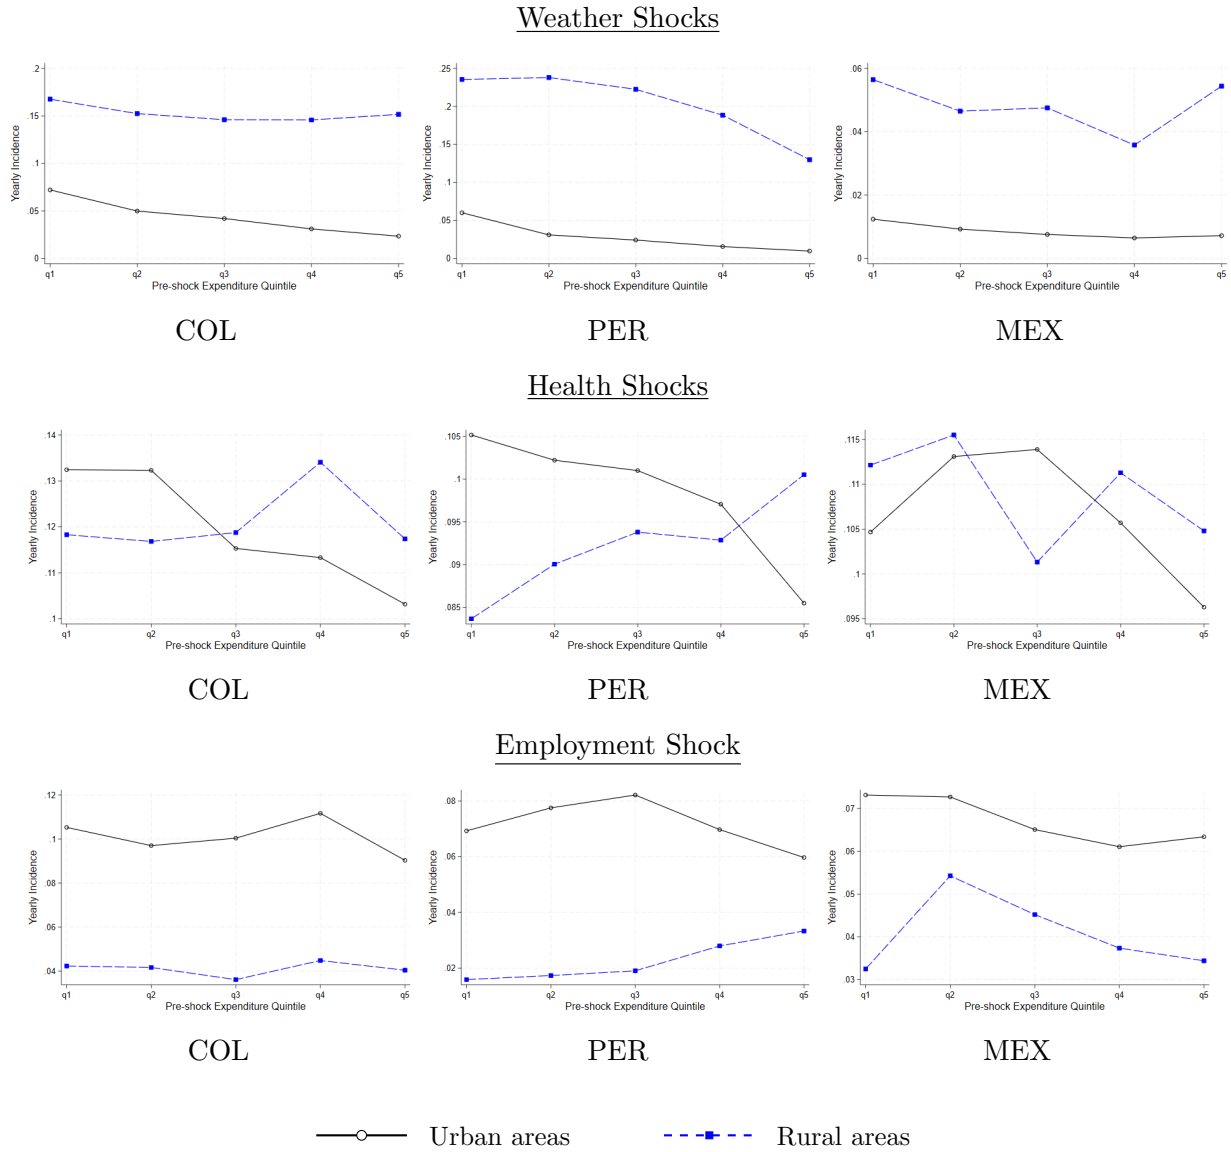 Weather Shocks
.2
.15
.1
.05
0
Yearly Incidence
q1 q2 q3 q4 q5
Pre-shock Expenditure Quintile
COL
.25
.2
.15
.1
.05
0
Yearly Incidence
q1 q2 q3 q4 q5
Pre-shock Expenditure Quintile
PER
.06
.04
.02
0
Yearly Incidence
q1 q2 q3 q4 q5
Pre-shock Expenditure Quintile
MEX
Health Shocks
.14
.13
.12
.11
.1
Yearly Incidence
q1 q2 q3 q4 q5
Pre-shock Expenditure Quintile
COL
.105
.1
.095
.09
.085
Yearly Incidence
q1 q2 q3 q4 q5
Pre-shock Expenditure Quintile
PER
.115
.11
.105
.1
.095
Yearly Incidence
q1 q2 q3 q4 q5
Pre-shock Expenditure Quintile
MEX
Employment Shock
.12
.1
.08
.06
.04
Yearly Incidence
q1 q2 q3 q4 q5
Pre-shock Expenditure Quintile
COL
.08
.06
.04
.02
Yearly Incidence
q1 q2 q3 q4 q5
Pre-shock Expenditure Quintile
PER
.07
.06
.05
.04
.03
Yearly Incidence
q1 q2 q3 q4 q5
Pre-shock Expenditure Quintile
MEX
Urban areas Rural areas